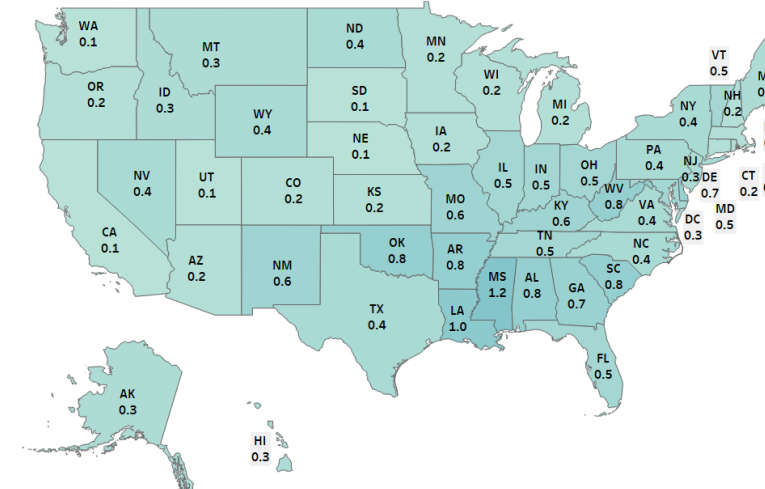 WA
0.1
MT
0.3
ND
0.4
MN
0.2
VT
0.5
OR
0.2
ID
0.3
WY
0.4
SD
0.1
WI
0.2
MI
0.2
NY
0.4
NH
0.2
NE
0.1
IA
0.2
PA
0.4
NJ
0.3
CT
0.2
NV
0.4
UT
0.1
CO
0.2
KS
0.2
MO
0.6
IL
0.5
IN
0.5
OH
0.5
WV
0.8
DE
0.7
MD
0.5
DC
0.3
VA
0.4
KY
0.6
CA
0.1
AZ
0.2
NM
0.6
OK
0.8
AR
0.8
TN
0.5
NC
0.4
SC
0.8
TX
0.4
LA
1.0
MS
1.2
AL
0.8
GA
0.7
FL
0.5
AK
0.3
HI
0.3